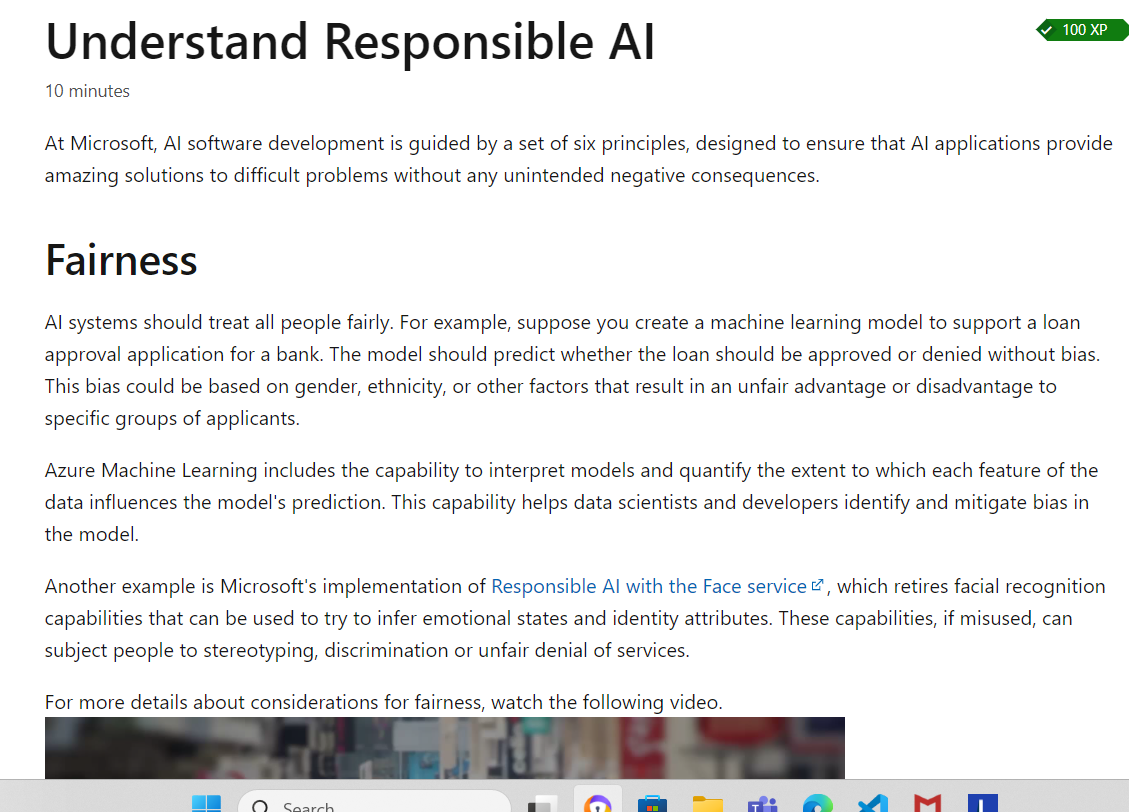 Understand Responsible AI
100 XP
10 minutes
At Microsoft, AI software development is guided by a set of six principles, designed to ensure that AI applications provide
amazing solutions to difficult problems without any unintended negative consequences.
Fairness
AI systems should treat all people fairly. For example, suppose you create a machine learning model to support a loan
approval application for a bank. The model should predict whether the loan should be approved or denied without bias.
This bias could be based on gender, ethnicity, or other factors that result in an unfair advantage or disadvantage to
specific groups of applicants.
Azure Machine Learning includes the capability to interpret models and quantify the extent to which each feature of the
data influences the model's prediction. This capability helps data scientists and developers identify and mitigate bias in
the model.
Another example is Microsoft's implementation of Responsible AI with the Face service, which retires facial recognition
capabilities that can be used to try to infer emotional states and identity attributes. These capabilities, if misused, can
subject people to stereotyping, discrimination or unfair denial of services.
For more details about considerations for fairness, watch the following video.
Search